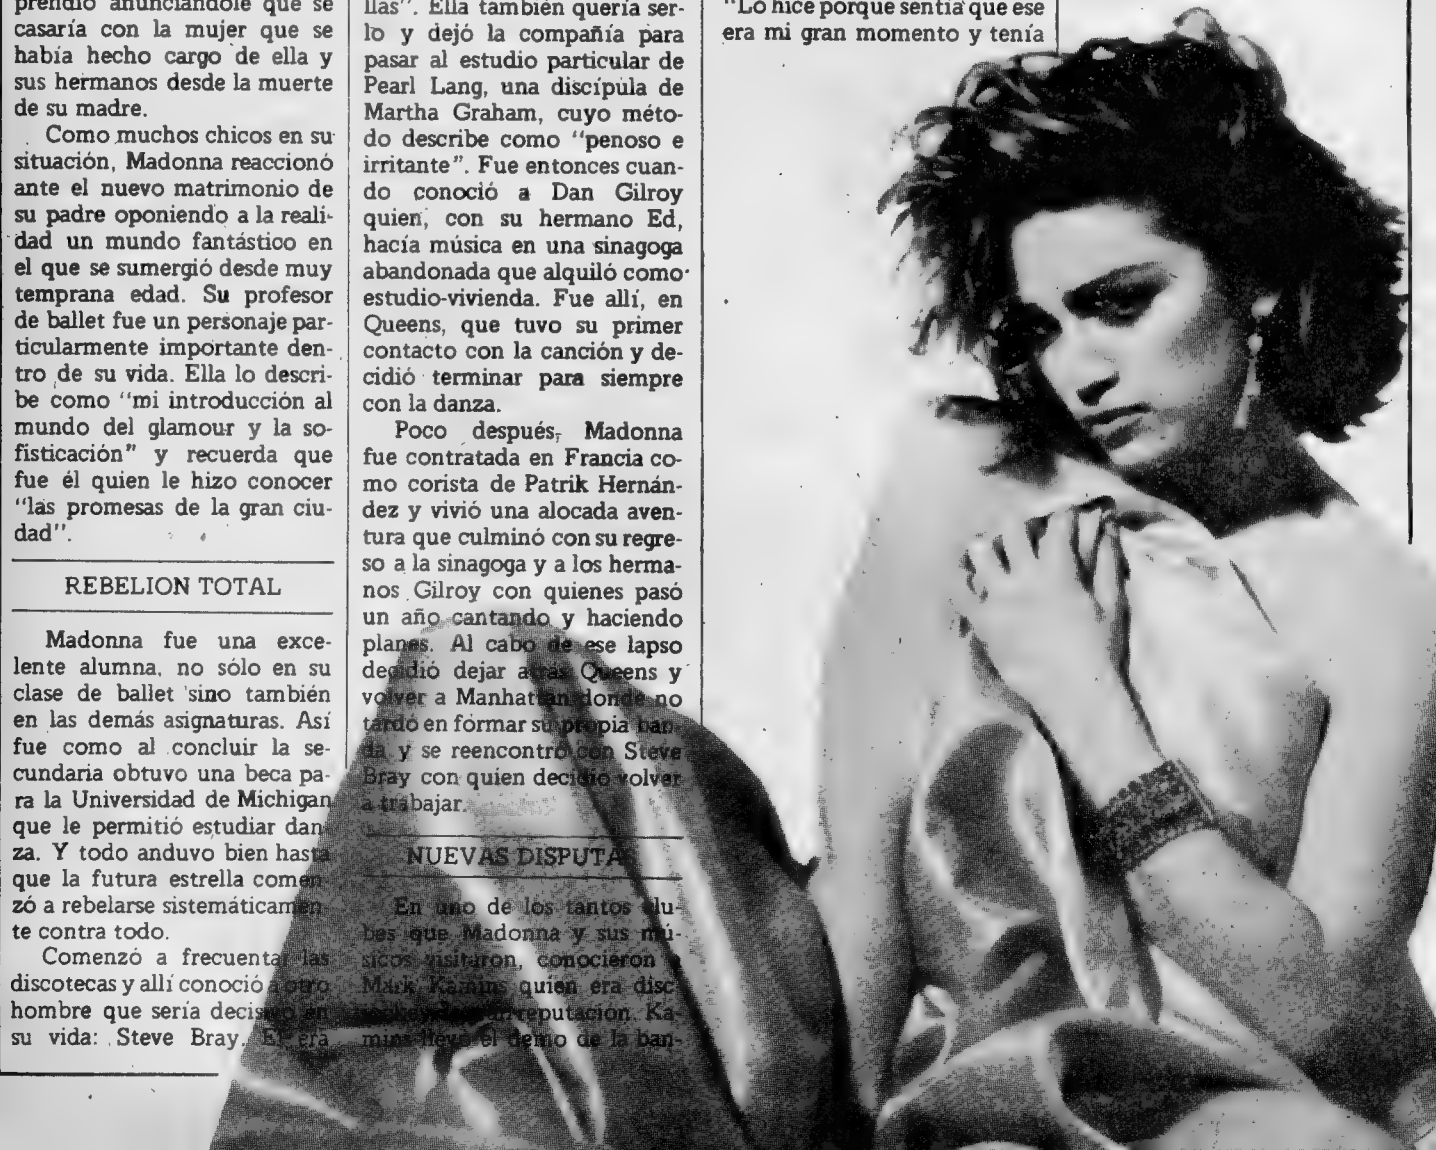 prendió anunciándole que se
casaría con la mujer que se
había hecho cargo de ella y
sus hermanos desde la muerte
de su madre.
Como muchos chicos en su
situación, Madonna reaccionó
ante el nuevo matrimonio de
su padre oponiendo a la reali-
dad un mundo fantástico en
el que se sumergió desde muy
temprana edad. Su profesor
de ballet fue un personaje par-
ticularmente importante den-
tro de su vida. Ella lo descri-
be como "mi introducción al
mundo del glamour y la so-
fisticación" y recuerda que
fue él quien le hizo conocer
"las promesas de la gran ciu-
dad".
REBELION TOTAL
Madonna fue una exce-
lente alumna, no sólo en su
clase de ballet sino también
en las demás asignaturas. Así
fue como al concluir la se-
cundaria obtuvo una beca pa-
ra la Universidad de Michigan
que le permitió estudiar dan-
za. Y todo anduvo bien hasta
que la futura estrella comen-
zó a rebelarse sistemáticamen-
te contra todo.
Comenzó a frecuentar las
discotecas y allí conoció a otro
hombre que sería decisivo en
su vida: Steve Bray. El era
llas". Ella también quería ser-
lo y dejó la compañía para
pasar al estudio particular de
Pearl Lang, una discípula de
Martha Graham, cuyo méto-
do describe como "penoso e
irritante". Fue entonces cuan-
do conoció a Dan Gilroy
quien, con su hermano Ed,
hacía música en una sinagoga
abandonada que alquiló como
estudio-vivienda. Fue allí, en
Queens, que tuvo su primer
contacto con la canción y de-
cidió terminar para siempre
con la danza.
Poco después, Madonna
fue contratada en Francia co-
mo corista de Patrik Hernán-
dez y vivió una alocada aven-
tura que culminó con su regre-
so a la sinagoga y a los herma-
nos Gilroy con quienes pasó
un año cantando y haciendo
planes. Al cabo de ese lapso
decidió dejar atrás Queens y
volver a Manhattan donde no
tardó en formar su propia ban-
da y se reencontró con Steve
Bray con quien decidió volver
a trabajar.
NUEVAS DISPUTAS
En uno de los tantos clu-
bes que Madonna y sus mú-
sicos visitaron, conocieron a
Mark Kamins quien era disc
jockey de gran reputación. Ka-
mins llevó el demo de la ban-
"Lo hice porque sentía que ese
era mi gran momento y tenía